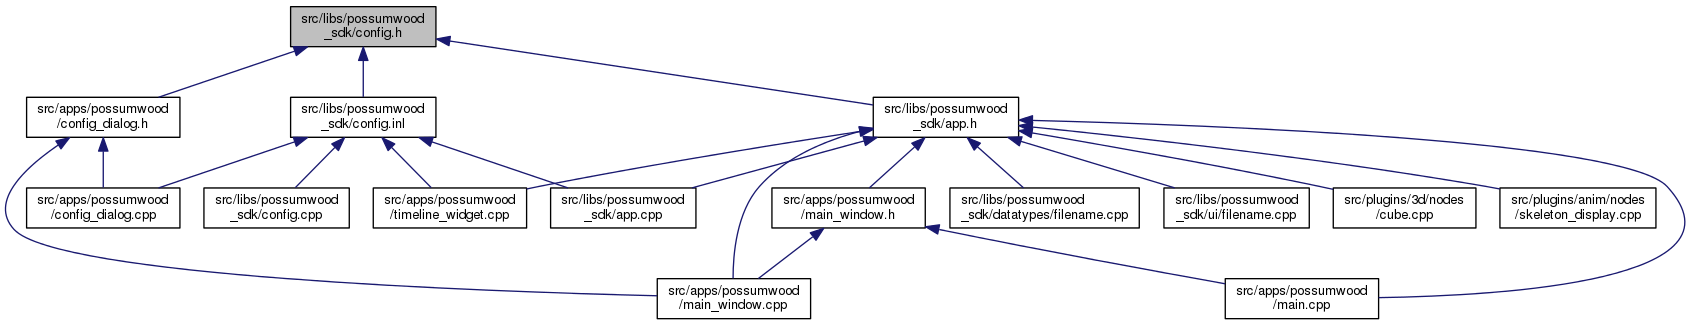 src/libs/possumwood
_sdk/config.h
src/apps/possumwood
/config_dialog.h
src/libs/possumwood
_sdk/config.inl
src/libs/possumwood
_sdk/app.h
src/apps/possumwood
/config_dialog.cpp
src/libs/possumwood
_sdk/config.cpp
src/apps/possumwood
/timeline_widget.cpp
src/libs/possumwood
_sdk/app.cpp
src/apps/possumwood
/main_window.h
src/libs/possumwood
_sdk/datatypes/filename.cpp
src/libs/possumwood
_sdk/ui/filename.cpp
src/plugins/3d/nodes
/cube.cpp
src/plugins/anim/nodes
/skeleton_display.cpp
src/apps/possumwood
/main_window.cpp
src/apps/possumwood
/main.cpp